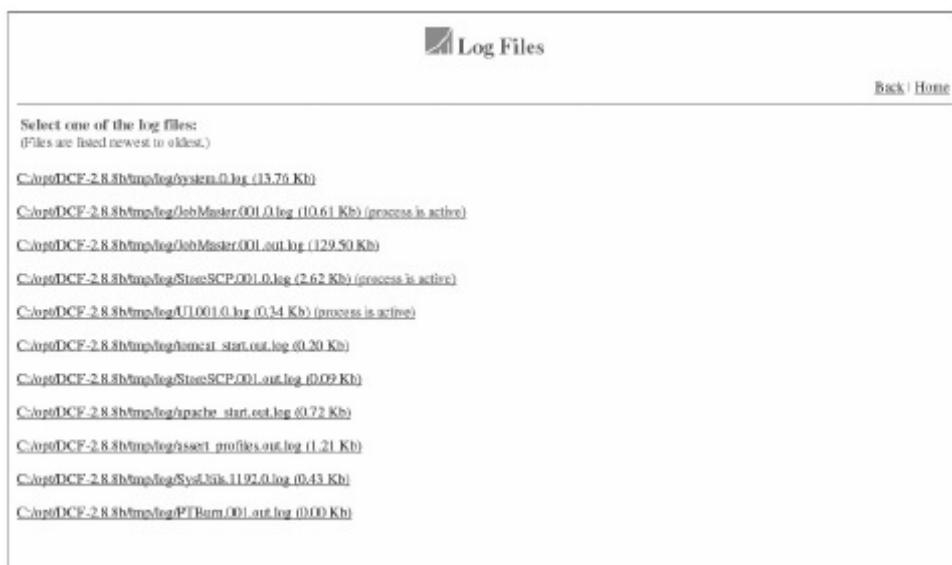 Log Files
Back | Home
Select one of the log files:
(Files are listed newest to oldest.)
C:/opt/DCF-2.8.8b/tmp/log/system.0.log (13.76 Kb)
C:/opt/DCF-2.8.8b/tmp/log/JobMaster.001.0.log (10.61 Kb) (process is active)
C:/opt/DCF-2.8.8b/tmp/log/JobMaster.001.out.log (129.50 Kb)
C:/opt/DCF-2.8.8b/tmp/log/StoreSCP.001.0.log (2.62 Kb) (process is active)
C:/opt/DCF-2.8.8b/tmp/log/UI.001.0.log (0.34 Kb) (process is active)
C:/opt/DCF-2.8.8b/tmp/log/tomcat_start.out.log (0.20 Kb)
C:/opt/DCF-2.8.8b/tmp/log/StoreSCP.001.out.log (0.09 Kb)
C:/opt/DCF-2.8.8b/tmp/log/apache_start.out.log (0.72 Kb)
C:/opt/DCF-2.8.8b/tmp/log/assert_profiles.out.log (1.21 Kb)
C:/opt/DCF-2.8.8b/tmp/log/SysUtils.1192.0.log (0.43 Kb)
C:/opt/DCF-2.8.8b/tmp/log/PTBurn.001.out.log (0.00 Kb)